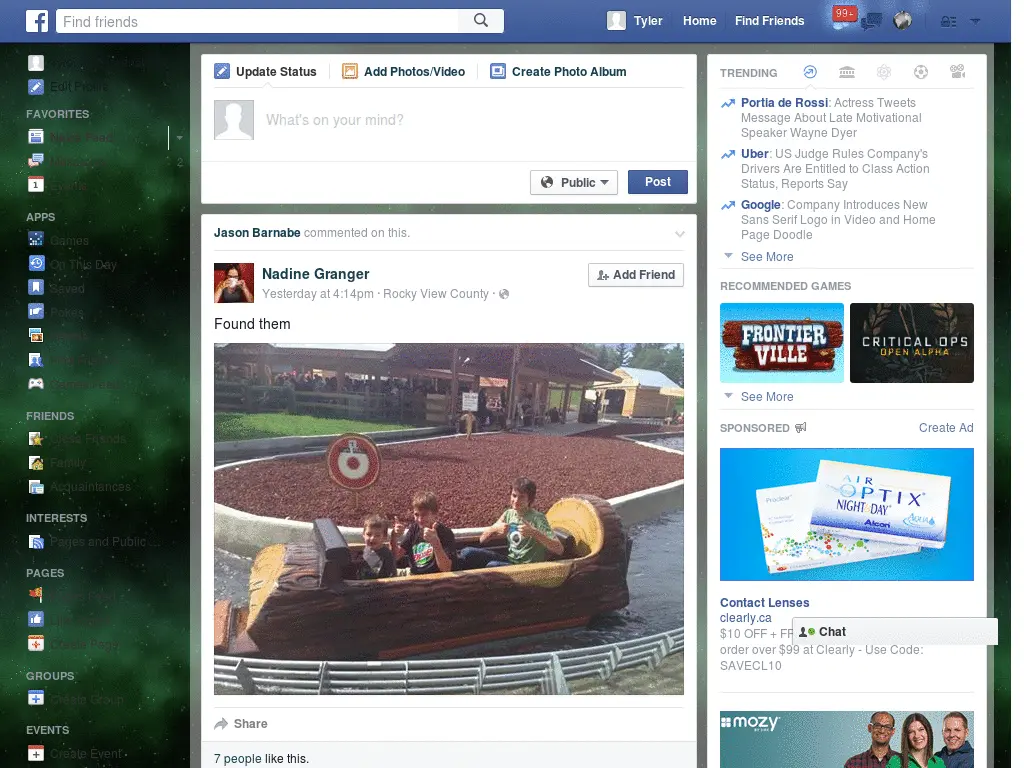 Find friends
Tyler
Home
Find Friends
99+
Edit Profile
FAVORITES
News Feed
Messages
2
Events
APPS
Games
On This Day
Saved
Pokes
FRIENDS
Close Friends
Family
Acquaintances
INTERESTS
Pages and Public ...
PAGES
Create Page
GROUPS
Create Group
EVENTS
Create Event
Update Status
Add Photos/Video
Create Photo Album
What's on your mind?
Public
Post
Jason Barnabe commented on this.
Nadine Granger
Add Friend
Yesterday at 4:14pm · Rocky View County ·
Found them
Share
7 people like this.
TRENDING
Portia de Rossi: Actress Tweets
Message About Late Motivational
Speaker Wayne Dyer
Uber: US Judge Rules Company's
Drivers Are Entitled to Class Action
Status, Reports Say
Google: Company Introduces New
Sans Serif Logo in Video and Home
Page Doodle
See More
RECOMMENDED GAMES
FRONTIER
VILLE
CRITICAL OPS
OPEN ALPHA
See More
SPONSORED
Create Ad
AIR
OPTIX
NIGHT & DAY
AQUA
Alcon
Proclear
Contact Lenses
clearly.ca
$10 OFF + FR
order over $99 at Clearly - Use Code:
SAVECL10
Chat
mozy
BY EMC